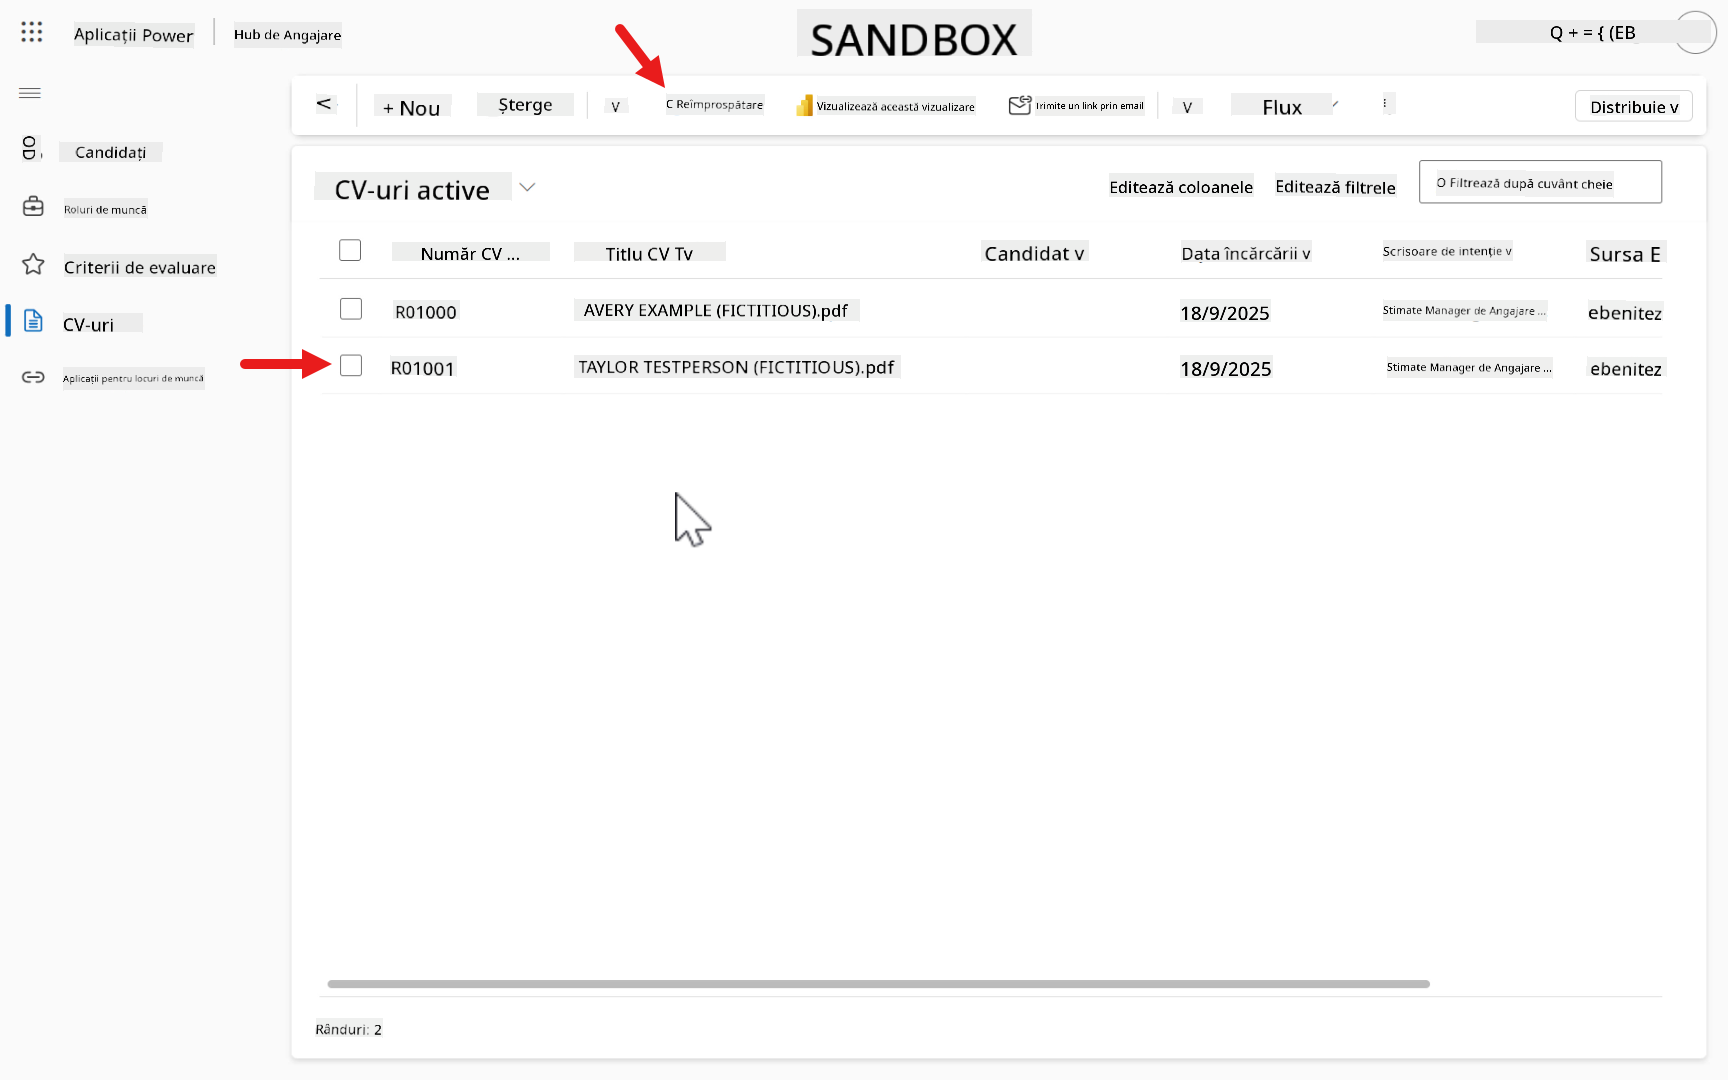 Aplicații Power
Hub de Angajare
SANDBOX
Q + = { (EB
< + Nou Șterge v C Reîmprospătare Vizualizează această vizualizare Trimite un link prin email v Flux Distribuie v
Candidați
Roluri de muncă
Criterii de evaluare
CV-uri
Aplicații pentru locuri de muncă
CV-uri active
Editează coloanele Editează filtrele O Filtrează după cuvânt cheie
Număr CV ... Titlu CV Tv Candidat v Data încărcării v Scrisoare de intenție v Sursa E
R01000 AVERY EXAMPLE (FICTITIOUS).pdf 18/9/2025 Stimate Manager de Angajare ... ebenitez
R01001 TAYLOR TESTPERSON (FICTITIOUS).pdf 18/9/2025 Stimate Manager de Angajare ... ebenitez
Rânduri: 2